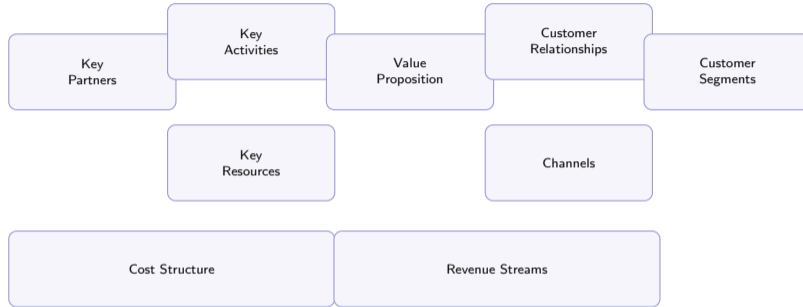 Key
Partners
Key
Activities
Value
Proposition
Customer
Relationships
Customer
Segments
Key
Resources
Channels
Cost Structure
Revenue Streams